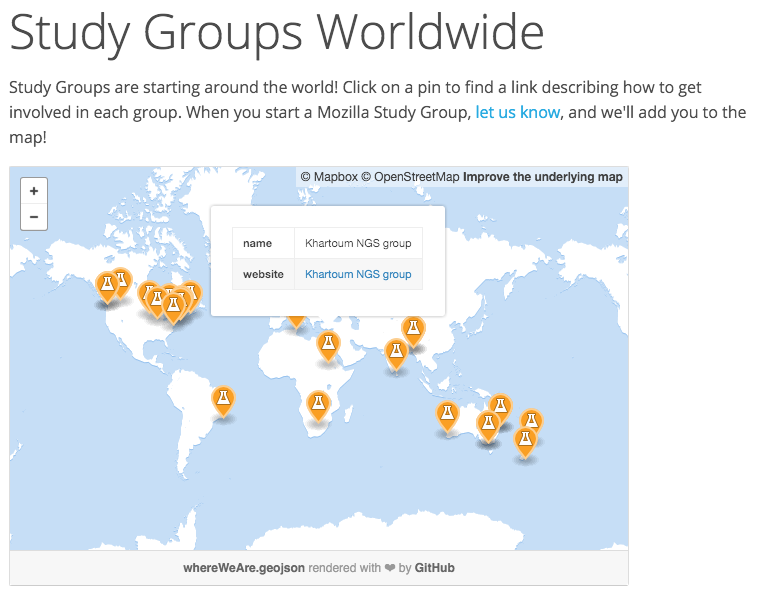 Study Groups Worldwide
Study Groups are starting around the world! Click on a pin to find a link describing how to get
involved in each group. When you start a Mozilla Study Group, let us know, and we'll add you to the
map!
+
−
© Mapbox © OpenStreetMap Improve the underlying map
name Khartoum NGS group
website Khartoum NGS group
whereWeAre.geojson rendered with ❤ by GitHub